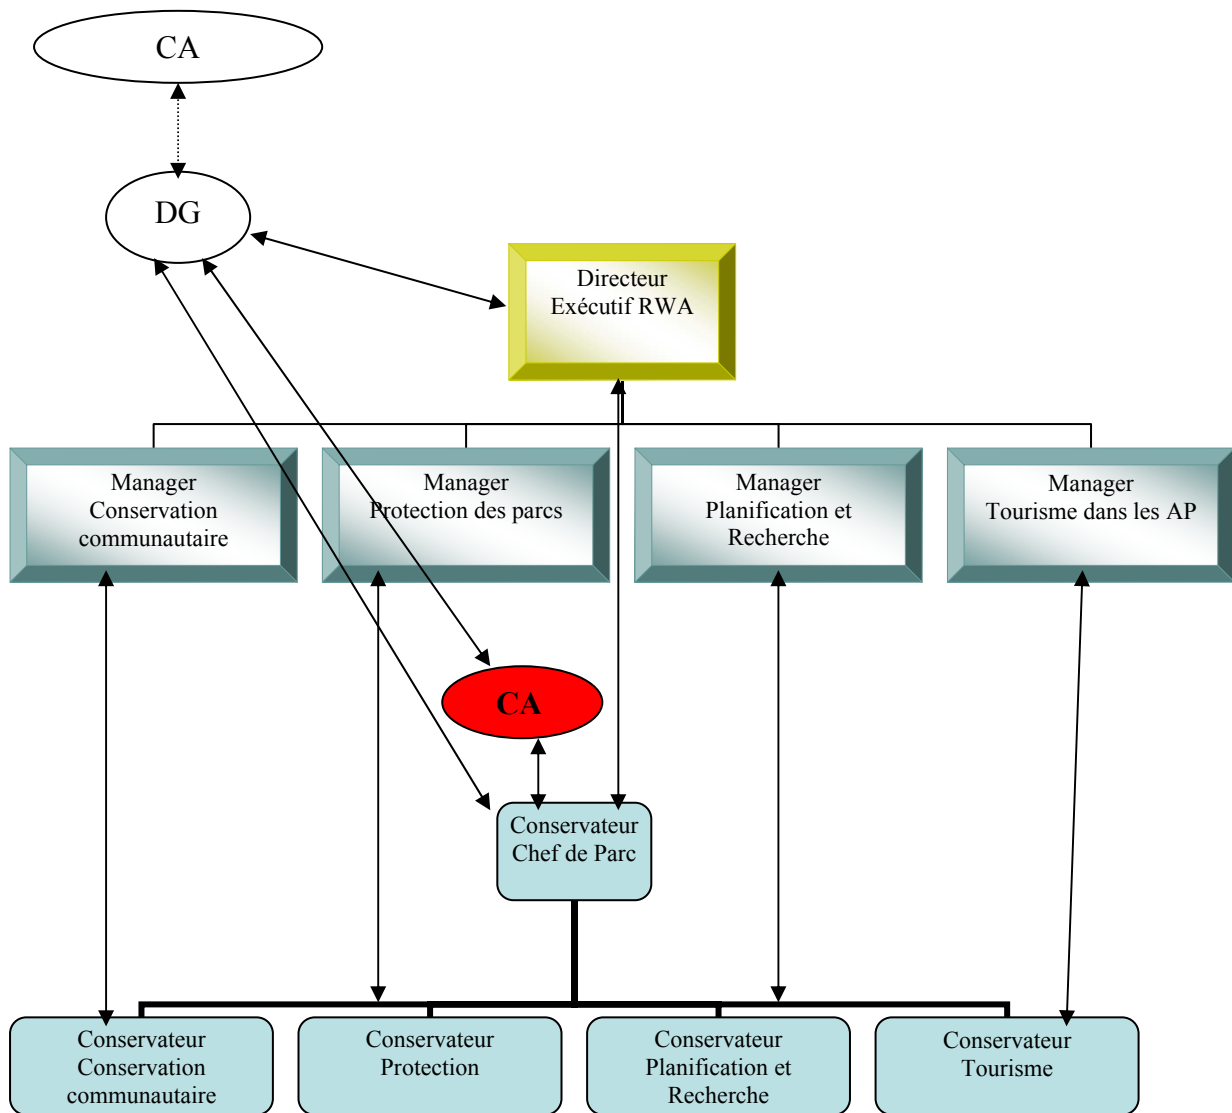 CA
DG
Directeur
Exécutif RWA
Manager
Conservation
communautaire
Manager
Protection des parcs
Manager
Planification et
Recherche
Manager
Tourisme dans les AP
CA
Conservateur
Chef de Parc
Conservateur
Conservation
communautaire
Conservateur
Protection
Conservateur
Planification et
Recherche
Conservateur
Tourisme